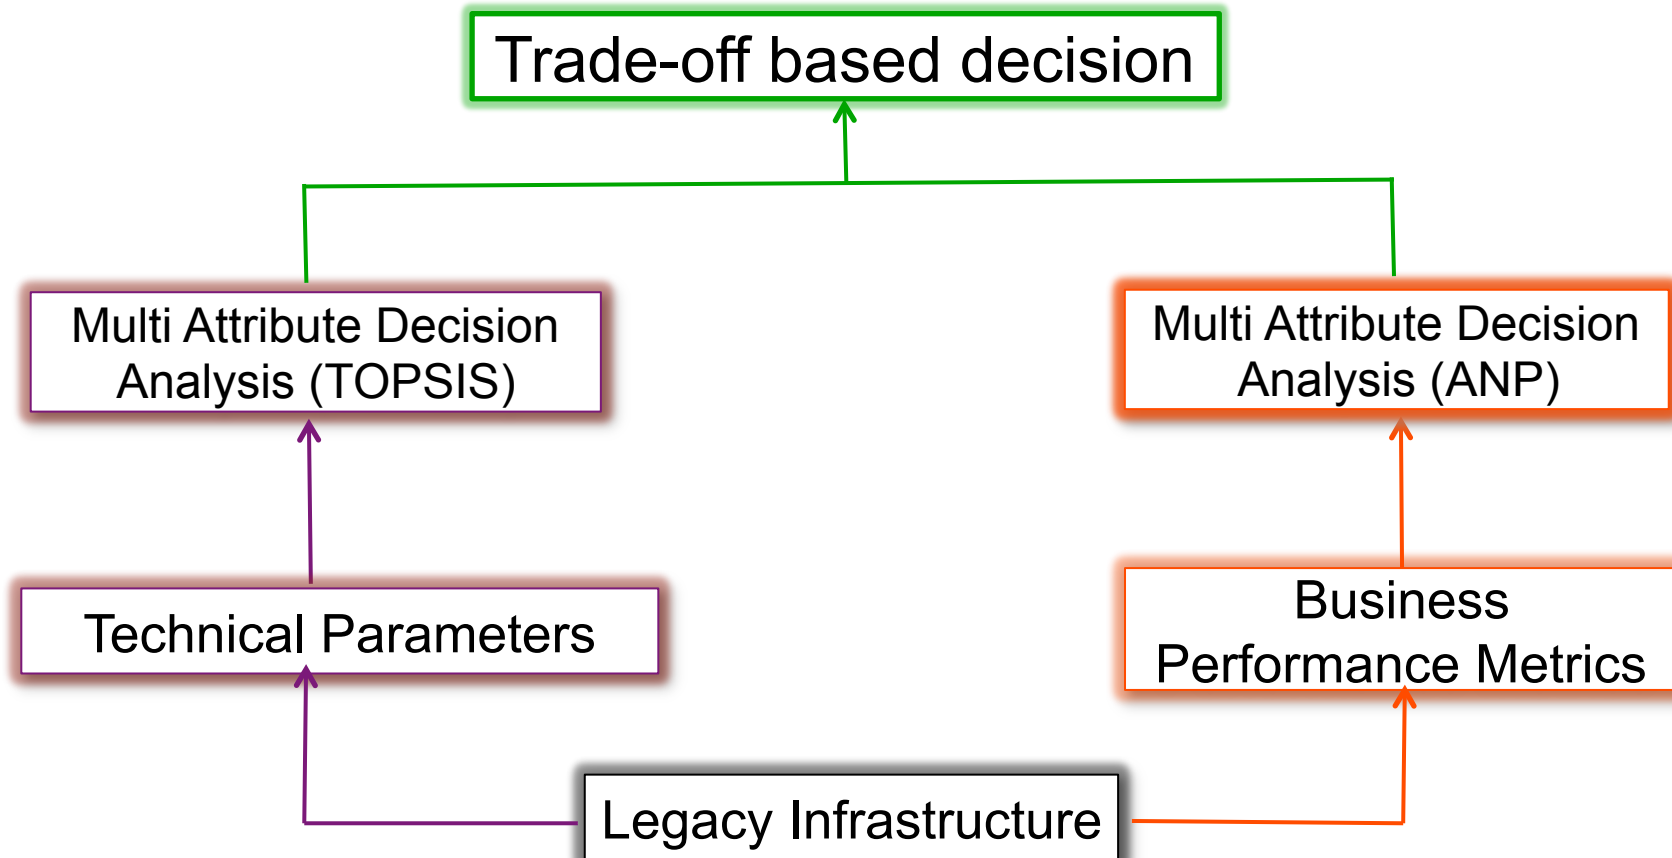 Trade-off based decision
Multi Attribute Decision
Analysis (TOPSIS)
Multi Attribute Decision
Analysis (ANP)
Technical Parameters
Business
Performance Metrics
Legacy Infrastructure